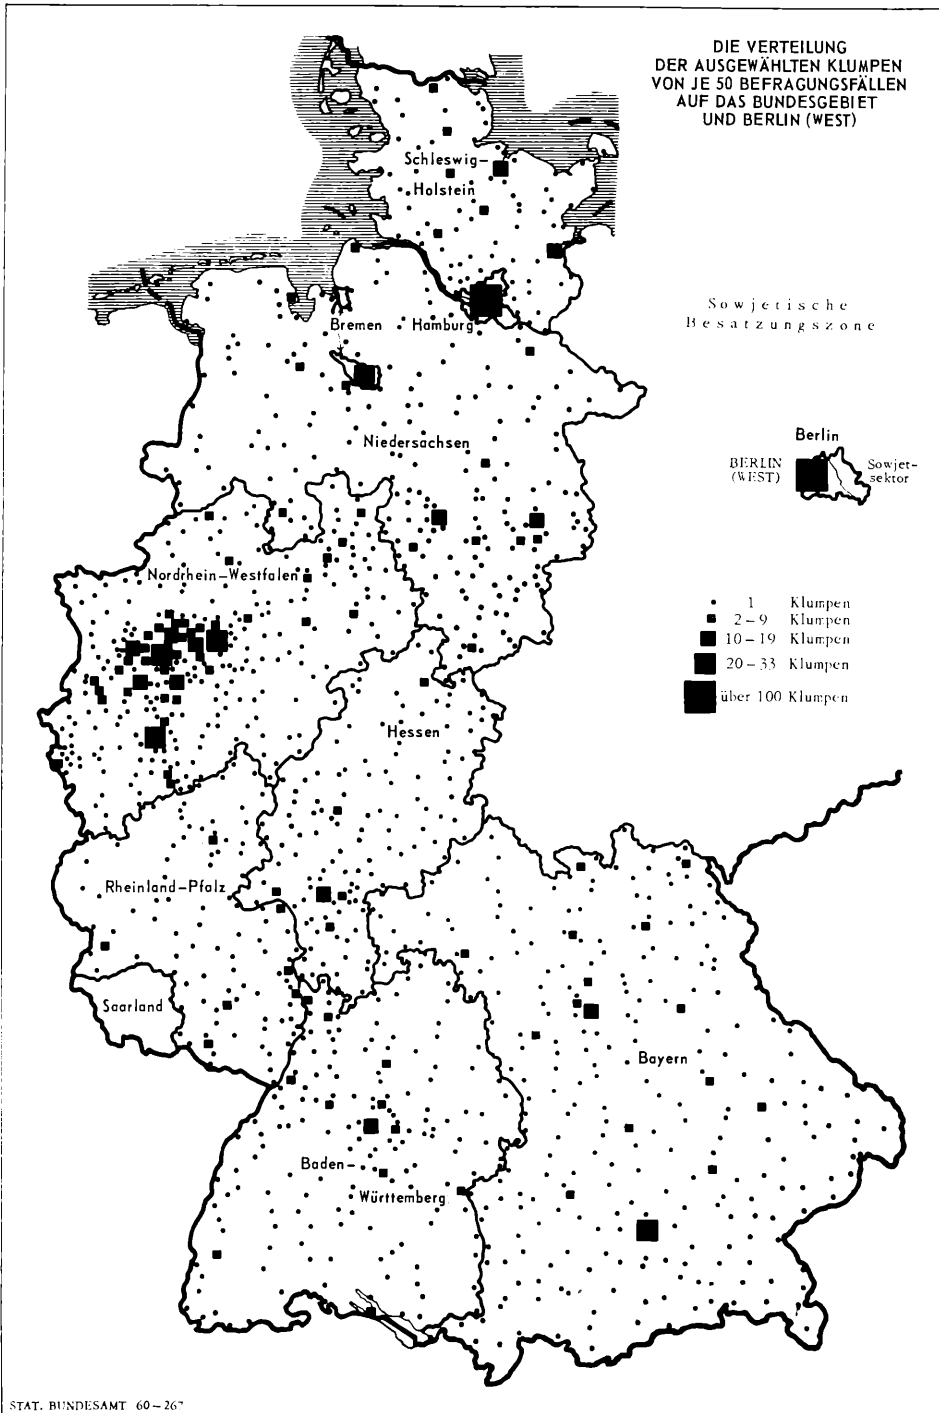 DIE VERTEILUNG
DER AUSGEWÄHLTEN KLUMPEN
VON JE 50 BEFRAGUNGSFÄLLEN
AUF DAS BUNDESGEBIET
UND BERLIN (WEST)
Schleswig-
Holstein
Sowjetische
Besatzungszone
Bremen
Hamburg
Niedersachsen
Berlin
BERLIN
(WEST)
Sowjet-
sektor
Nordrhein-Westfalen
1 Klumpen
2-9 Klumpen
10-19 Klumpen
20-33 Klumpen
über 100 Klumpen
Hessen
Rheinland-Pfalz
Saarland
Bayern
Baden-
Württemberg
STAT. BUNDESAMT 60-267